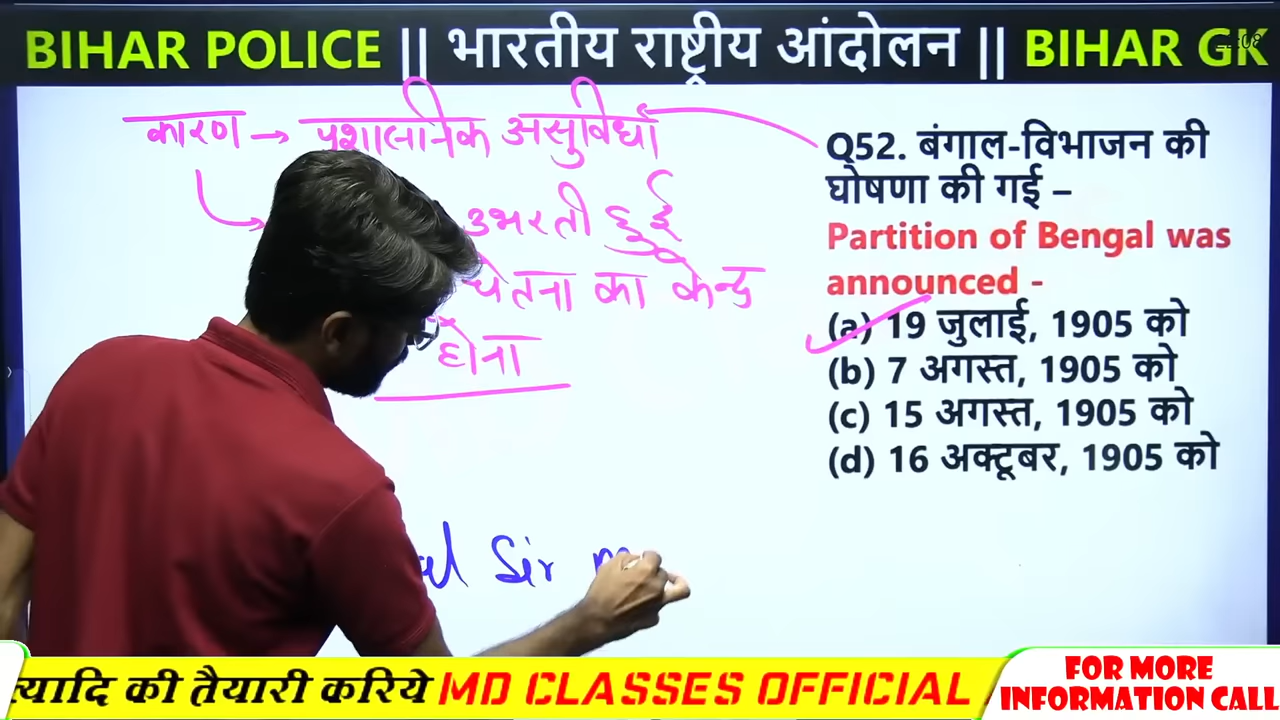 BIHAR POLICE || भारतीय राष्ट्रीय आंदोलन || BIHAR GK
कारण → प्रशासनिक असुविधा
उभरती हुई
चेतना का केन्द्र
होना
Sir
Q52. बंगाल-विभाजन की
घोषणा की गई –
Partition of Bengal was
announced -
(a) 19 जुलाई, 1905 को
(b) 7 अगस्त, 1905 को
(c) 15 अगस्त, 1905 को
(d) 16 अक्टूबर, 1905 को
त्यादि की तैयारी करिये MD CLASSES OFFICIAL
FOR MORE
INFORMATION CALL